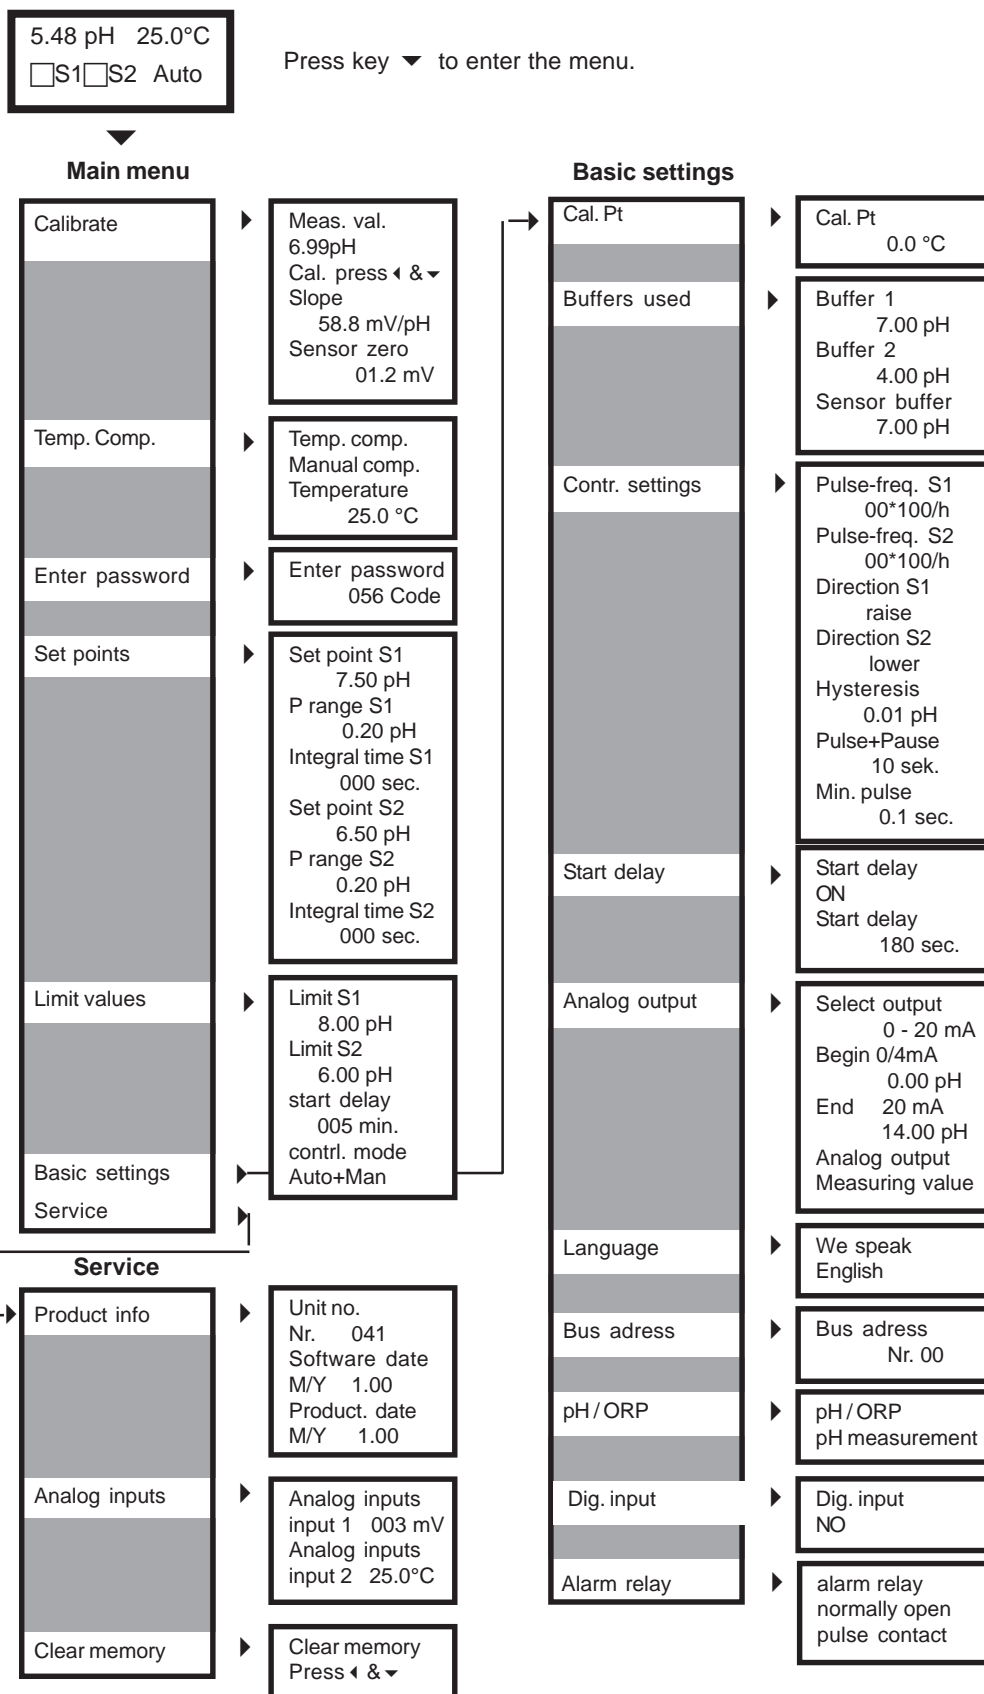 5.48 pH 25.0°C
□S1□S2 Auto
Press key ▼ to enter the menu.
Main menu
Calibrate
Meas. val.
6.99pH
Cal. press ◂ & ▾
Slope
58.8 mV/pH
Sensor zero
01.2 mV
Temp. Comp.
Temp. comp.
Manual comp.
Temperature
25.0 °C
Enter password
Enter password
056 Code
Set points
Set point S1
7.50 pH
P range S1
0.20 pH
Integral time S1
000 sec.
Set point S2
6.50 pH
P range S2
0.20 pH
Integral time S2
000 sec.
Limit values
Limit S1
8.00 pH
Limit S2
6.00 pH
start delay
005 min.
contrl. mode
Auto+Man
Basic settings
Service
Basic settings
Cal. Pt
Cal. Pt
0.0 °C
Buffers used
Buffer 1
7.00 pH
Buffer 2
4.00 pH
Sensor buffer
7.00 pH
Contr. settings
Pulse-freq. S1
00*100/h
Pulse-freq. S2
00*100/h
Direction S1
raise
Direction S2
lower
Hysteresis
0.01 pH
Pulse+Pause
10 sek.
Min. pulse
0.1 sec.
Start delay
Start delay
ON
Start delay
180 sec.
Analog output
Select output
0 - 20 mA
Begin 0/4mA
0.00 pH
End 20 mA
14.00 pH
Analog output
Measuring value
Language
We speak
English
Bus adress
Bus adress
Nr. 00
pH / ORP
pH / ORP
pH measurement
Dig. input
Dig. input
NO
Alarm relay
alarm relay
normally open
pulse contact
Service
Product info
Unit no.
Nr. 041
Software date
M/Y 1.00
Product. date
M/Y 1.00
Analog inputs
Analog inputs
input 1 003 mV
Analog inputs
input 2 25.0°C
Clear memory
Clear memory
Press ◂ & ▾